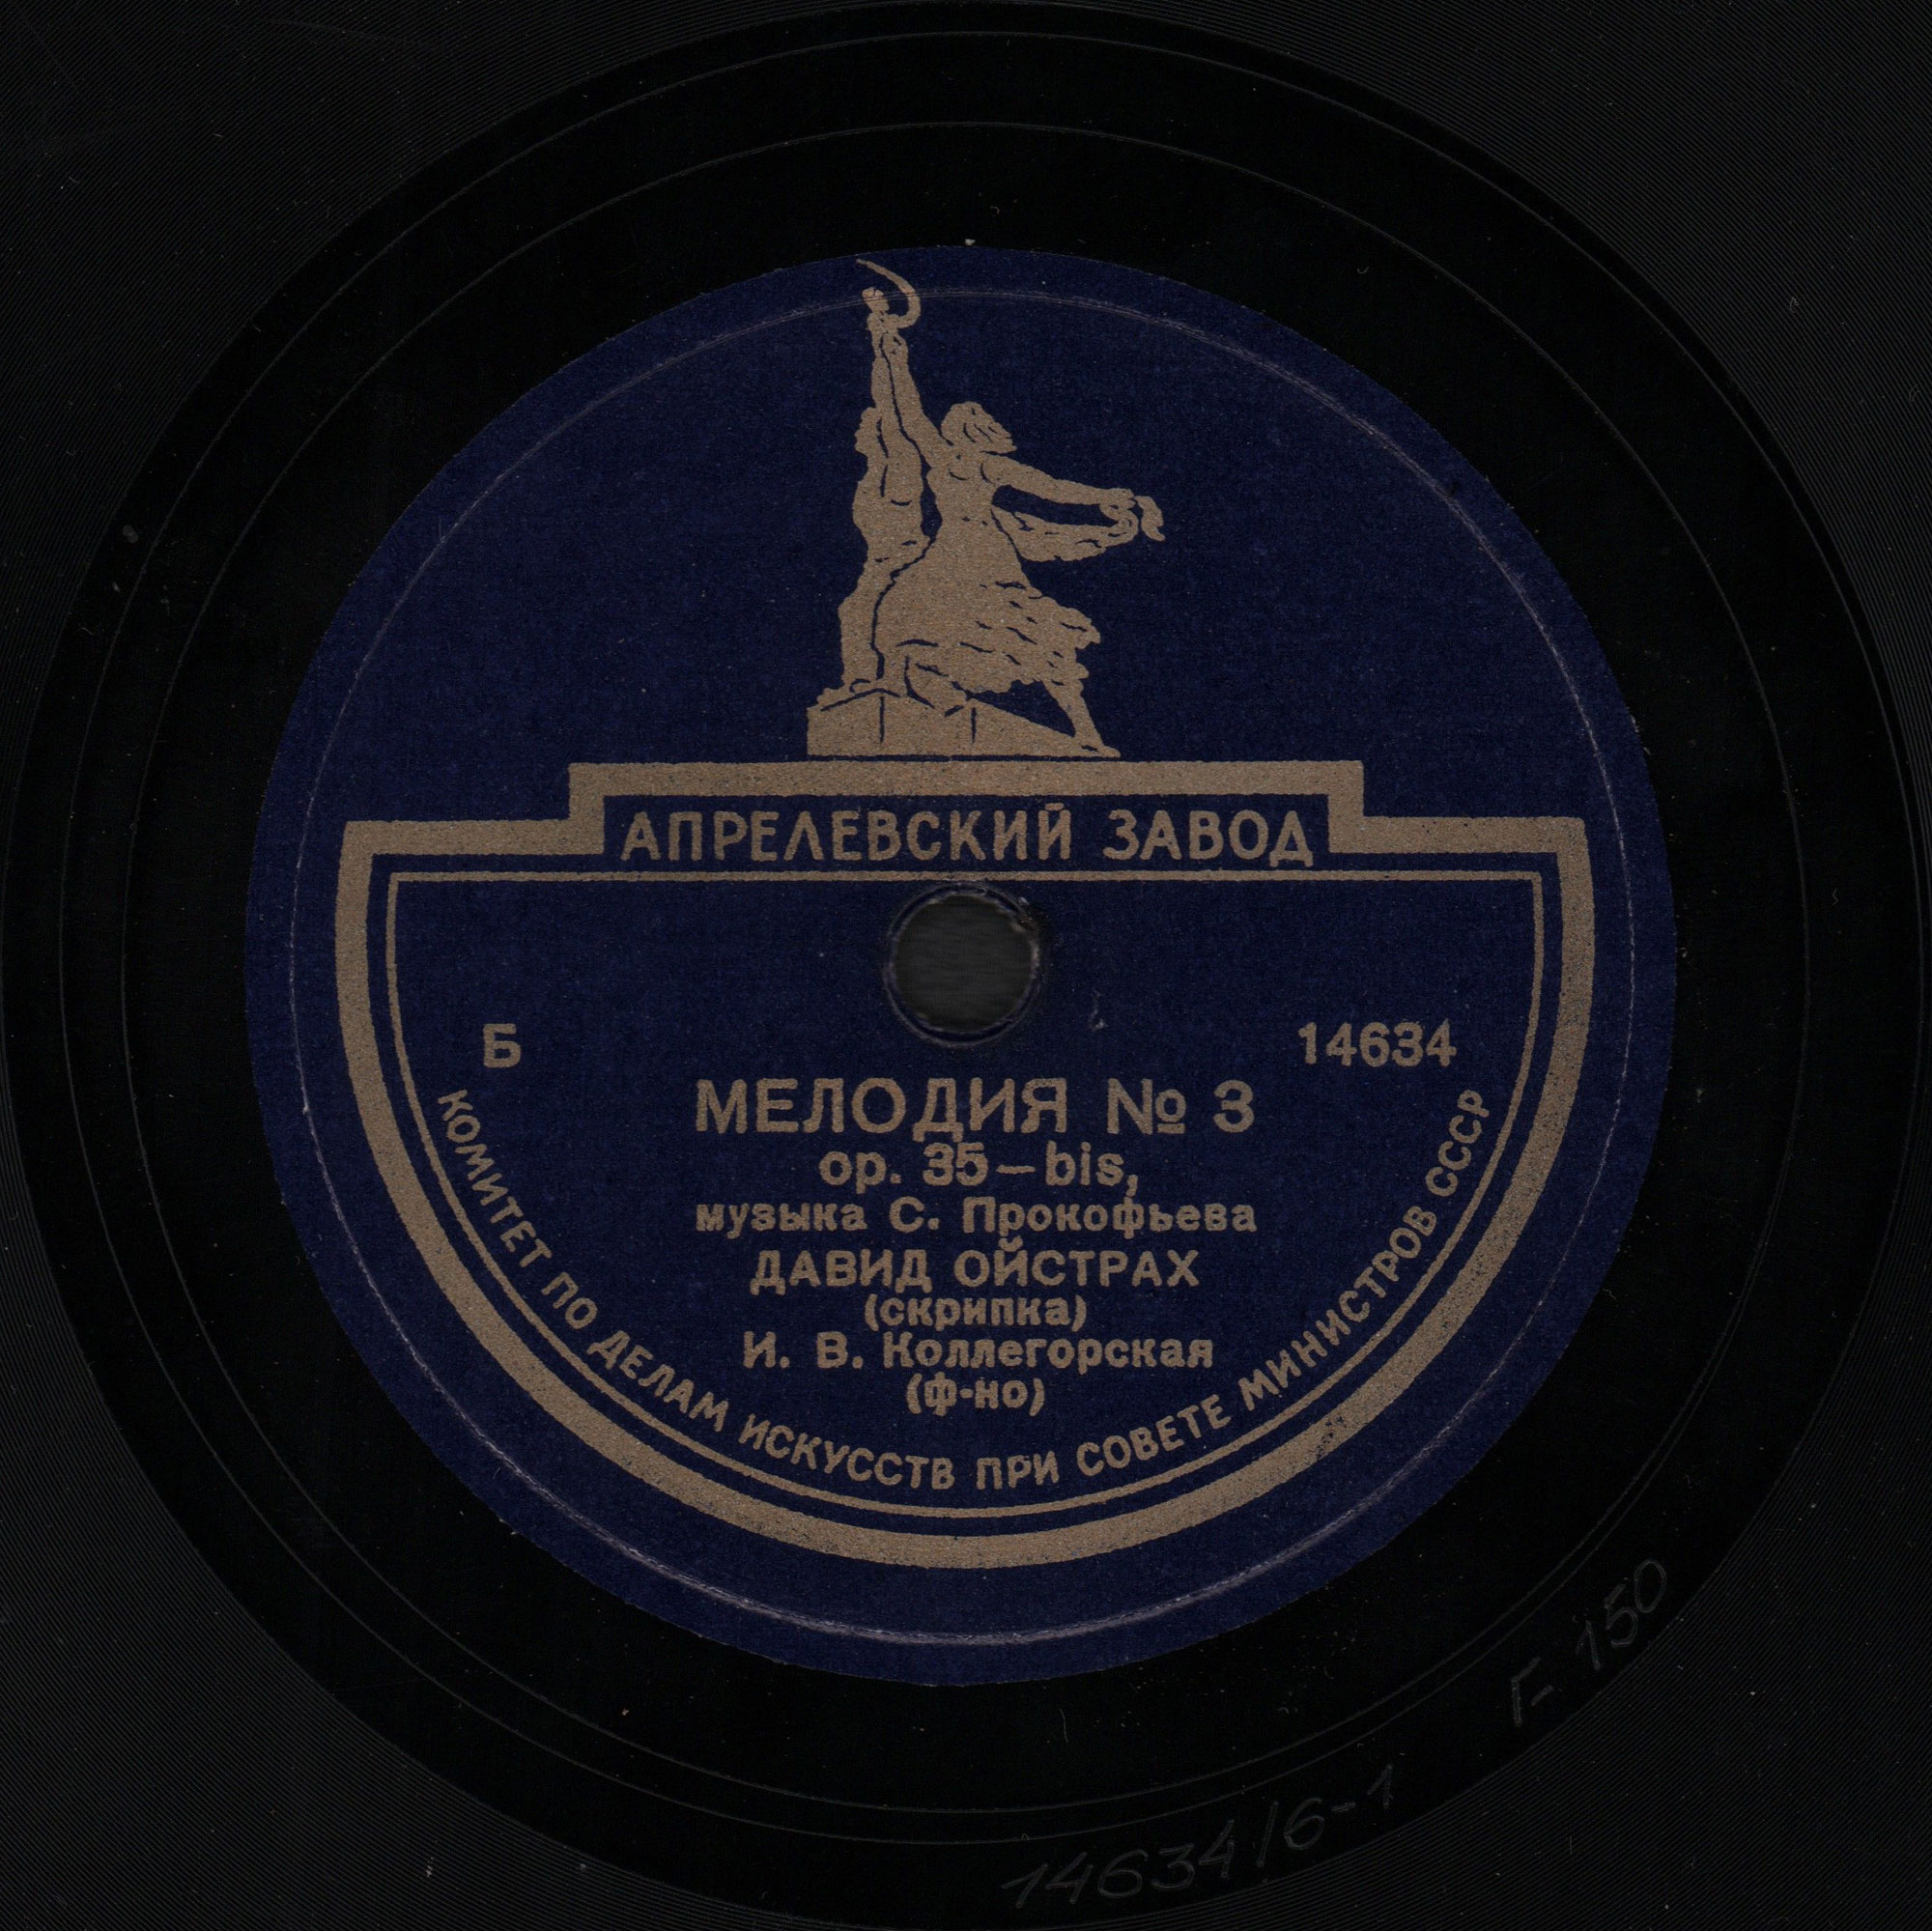 АПРЕЛЕВСКИЙ ЗАВОД
Б 14634
МЕЛОДИЯ № 3
op. 35—bis,
музыка С. Прокофьева
ДАВИД ОЙСТРАХ
(скрипка)
И. В. Коллегорская
(ф-но)
КОМИТЕТ ПО ДЕЛАМ ИСКУССТВ ПРИ СОВЕТЕ МИНИСТРОВ СССР
14634/6-1 Г-150